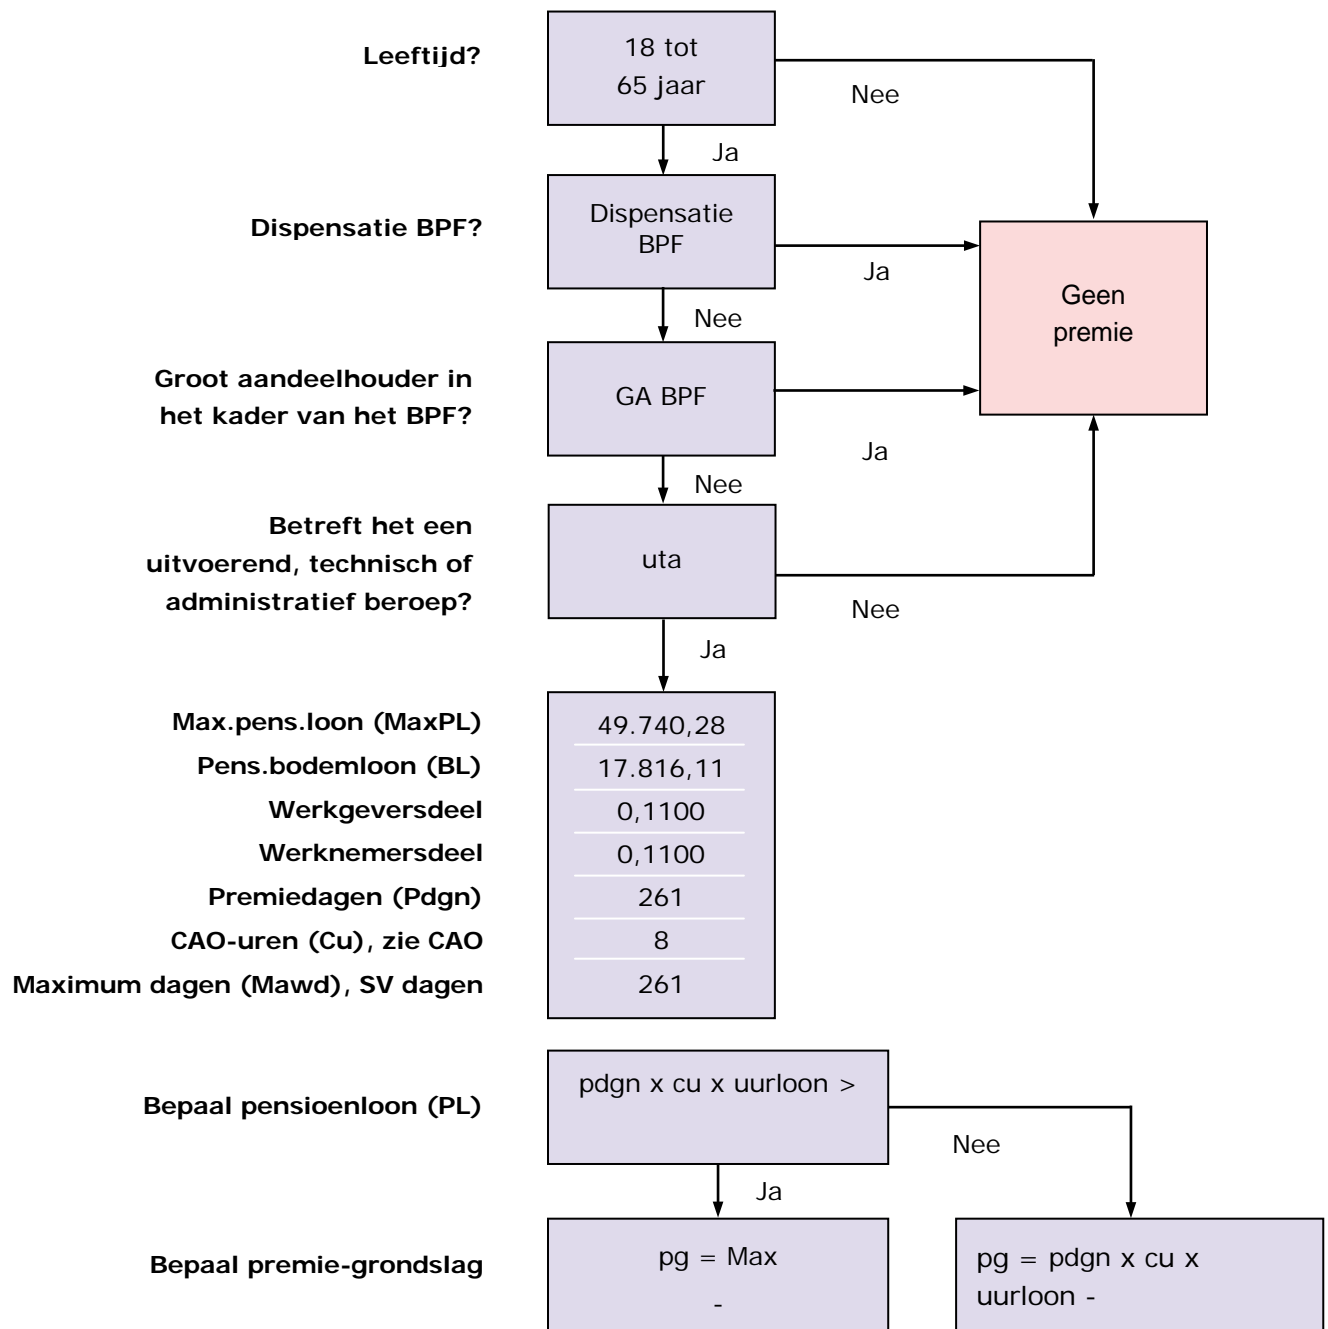 Leeftijd?
18 tot
65 jaar
Nee
Ja
Dispensatie BPF?
Dispensatie
BPF
Ja
Geen
premie
Nee
Groot aandeelhouder in
het kader van het BPF?
GA BPF
Ja
Nee
Betreft het een
uitvoerend, technisch of
administratief beroep?
uta
Nee
Ja
Max.pens.loon (MaxPL)
49.740,28
Pens.bodemloon (BL)
17.816,11
Werkgeversdeel
0,1100
Werknemersdeel
0,1100
Premiedagen (Pdgn)
261
CAO-uren (Cu), zie CAO
8
Maximum dagen (Mawd), SV dagen
261
Bepaal pensioenloon (PL)
pdgn x cu x uurloon >
Nee
Ja
Bepaal premie-grondslag
pg = Max
-
pg = pdgn x cu x
uurloon -